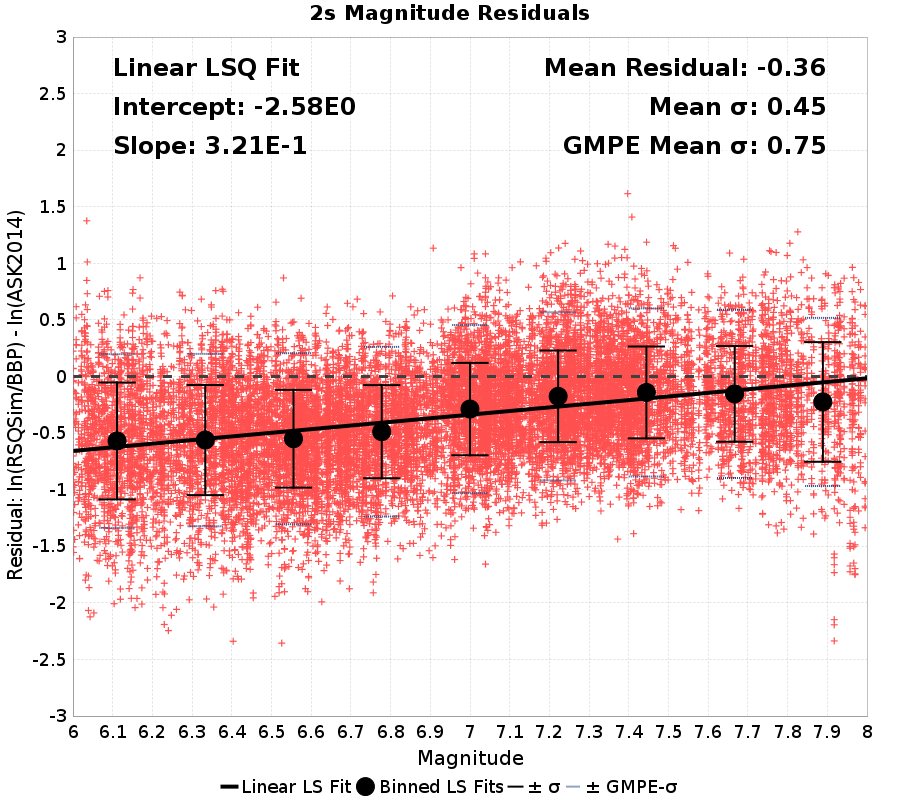 2s Magnitude Residuals
Linear LSQ Fit
Intercept: -2.58E0
Slope: 3.21E-1
Mean Residual: -0.36
Mean σ: 0.45
GMPE Mean σ: 0.75
Residual: ln(RSQSim/BBP) - ln(ASK2014)
3
2.5
2
1.5
1
0.5
0
-0.5
-1
-1.5
-2
-2.5
-3
6 6.1 6.2 6.3 6.4 6.5 6.6 6.7 6.8 6.9 7 7.1 7.2 7.3 7.4 7.5 7.6 7.7 7.8 7.9 8
Magnitude
Linear LS Fit Binned LS Fits ± σ ± GMPE-σ